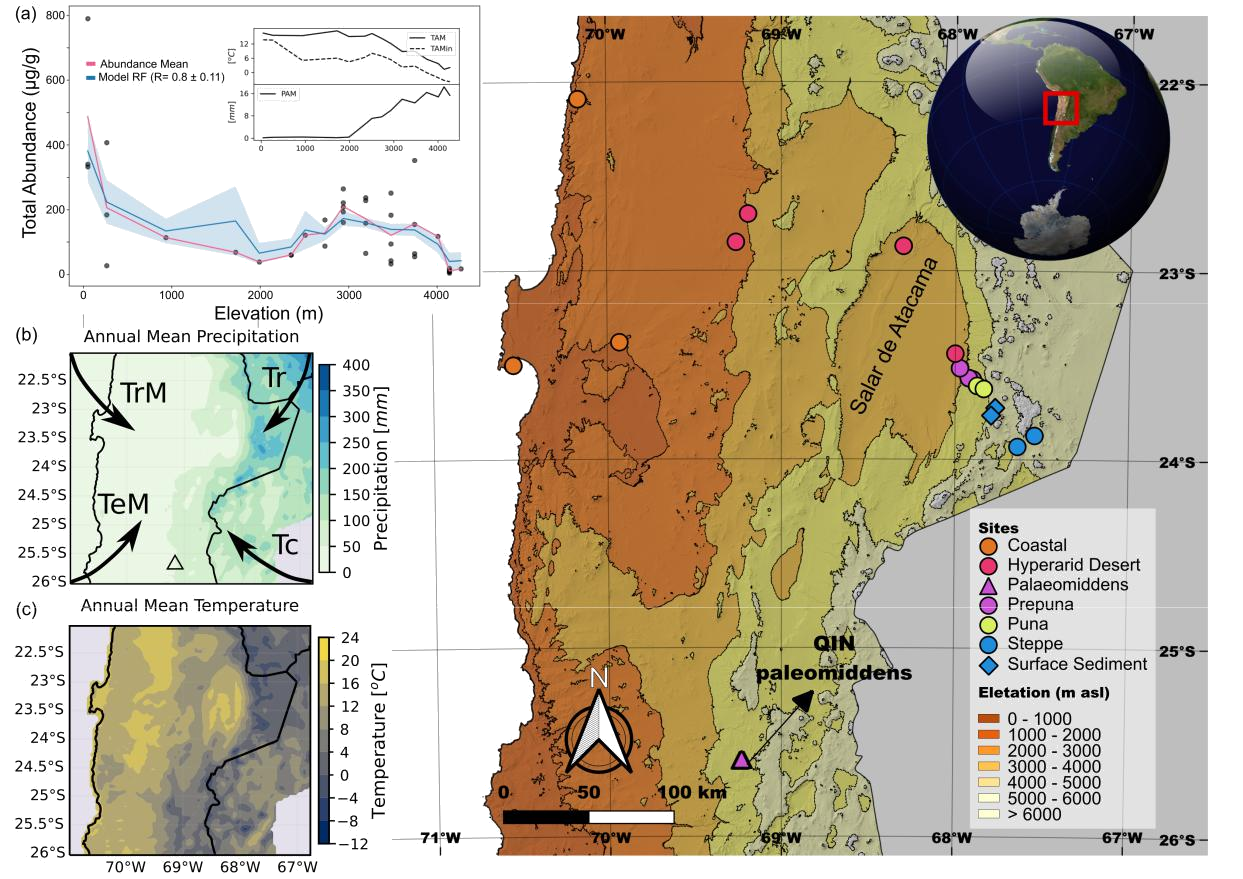 (a)
800
600
400
200
0
Total Abundance (µg/g)
Abundance Mean
Model RF (R= 0.8 ± 0.11)
12
6
0
[°C]
TAM
TAMin
16
8
0
[mm]
PAM
0 1000 2000 3000 4000
0 1000 2000 3000 4000
Elevation (m)
(b)
Annual Mean Precipitation
22.5°S
23°S
23.5°S
24°S
24.5°S
25°S
25.5°S
26°S
TrM
Tr
TeM
Tc
400
350
300
250
200
150
100
50
0
Precipitation [mm]
(c)
Annual Mean Temperature
22.5°S
23°S
23.5°S
24°S
24.5°S
25°S
25.5°S
26°S
70°W 69°W 68°W 67°W
24
20
16
12
8
4
0
−4
−8
−12
Temperature [°C]
70°W 69°W 68°W
22°S
23°S
24°S
25°S
26°S
Salar de Atacama
QIN
paleomiddens
N
0 50 100 km
71°W 70°W 69°W 68°W 67°W
Sites
Coastal
Hyperarid Desert
Palaeomiddens
Prepuna
Puna
Steppe
Surface Sediment
Eletation (m asl)
0 - 1000
1000 - 2000
2000 - 3000
3000 - 4000
4000 - 5000
5000 - 6000
> 6000